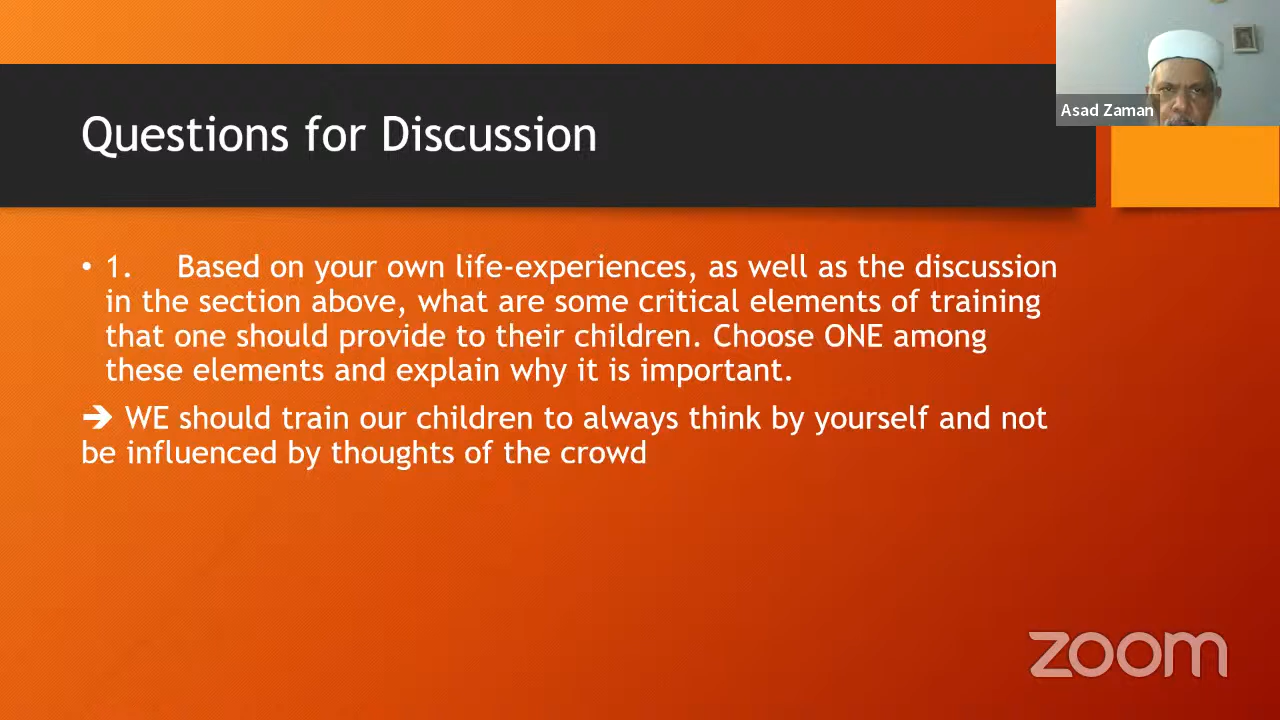 Asad Zaman
Questions for Discussion
• 1. Based on your own life-experiences, as well as the discussion
in the section above, what are some critical elements of training
that one should provide to their children. Choose ONE among
these elements and explain why it is important.
➔ WE should train our children to always think by yourself and not
be influenced by thoughts of the crowd
zoom